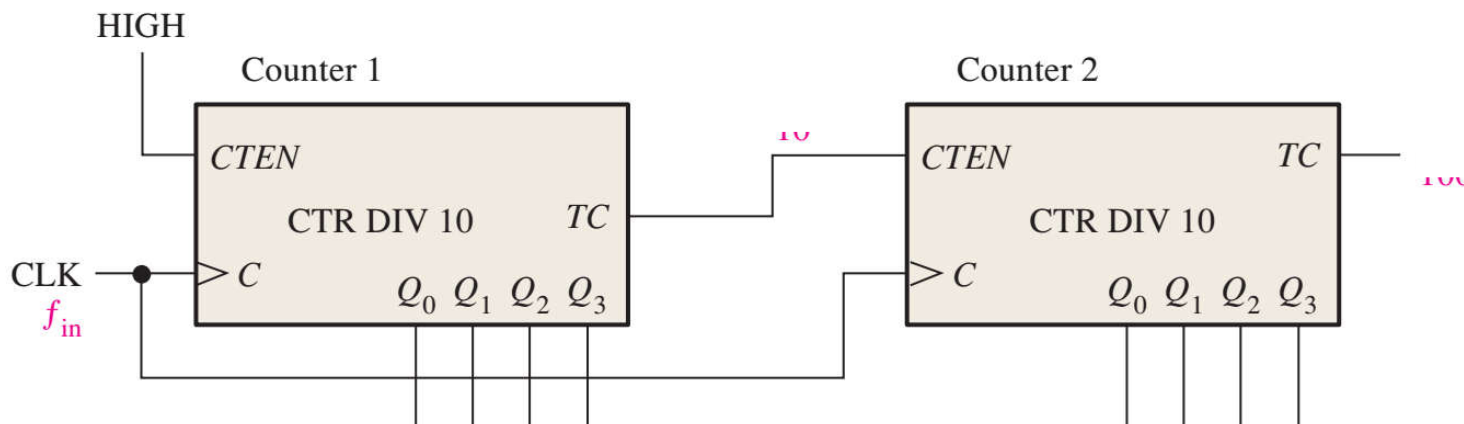 HIGH
Counter 1
Counter 2
CTEN
CTR DIV 10
TC
C
Q0 Q1 Q2 Q3
CTEN
TC
CTR DIV 10
C
Q0 Q1 Q2 Q3
CLK
fin